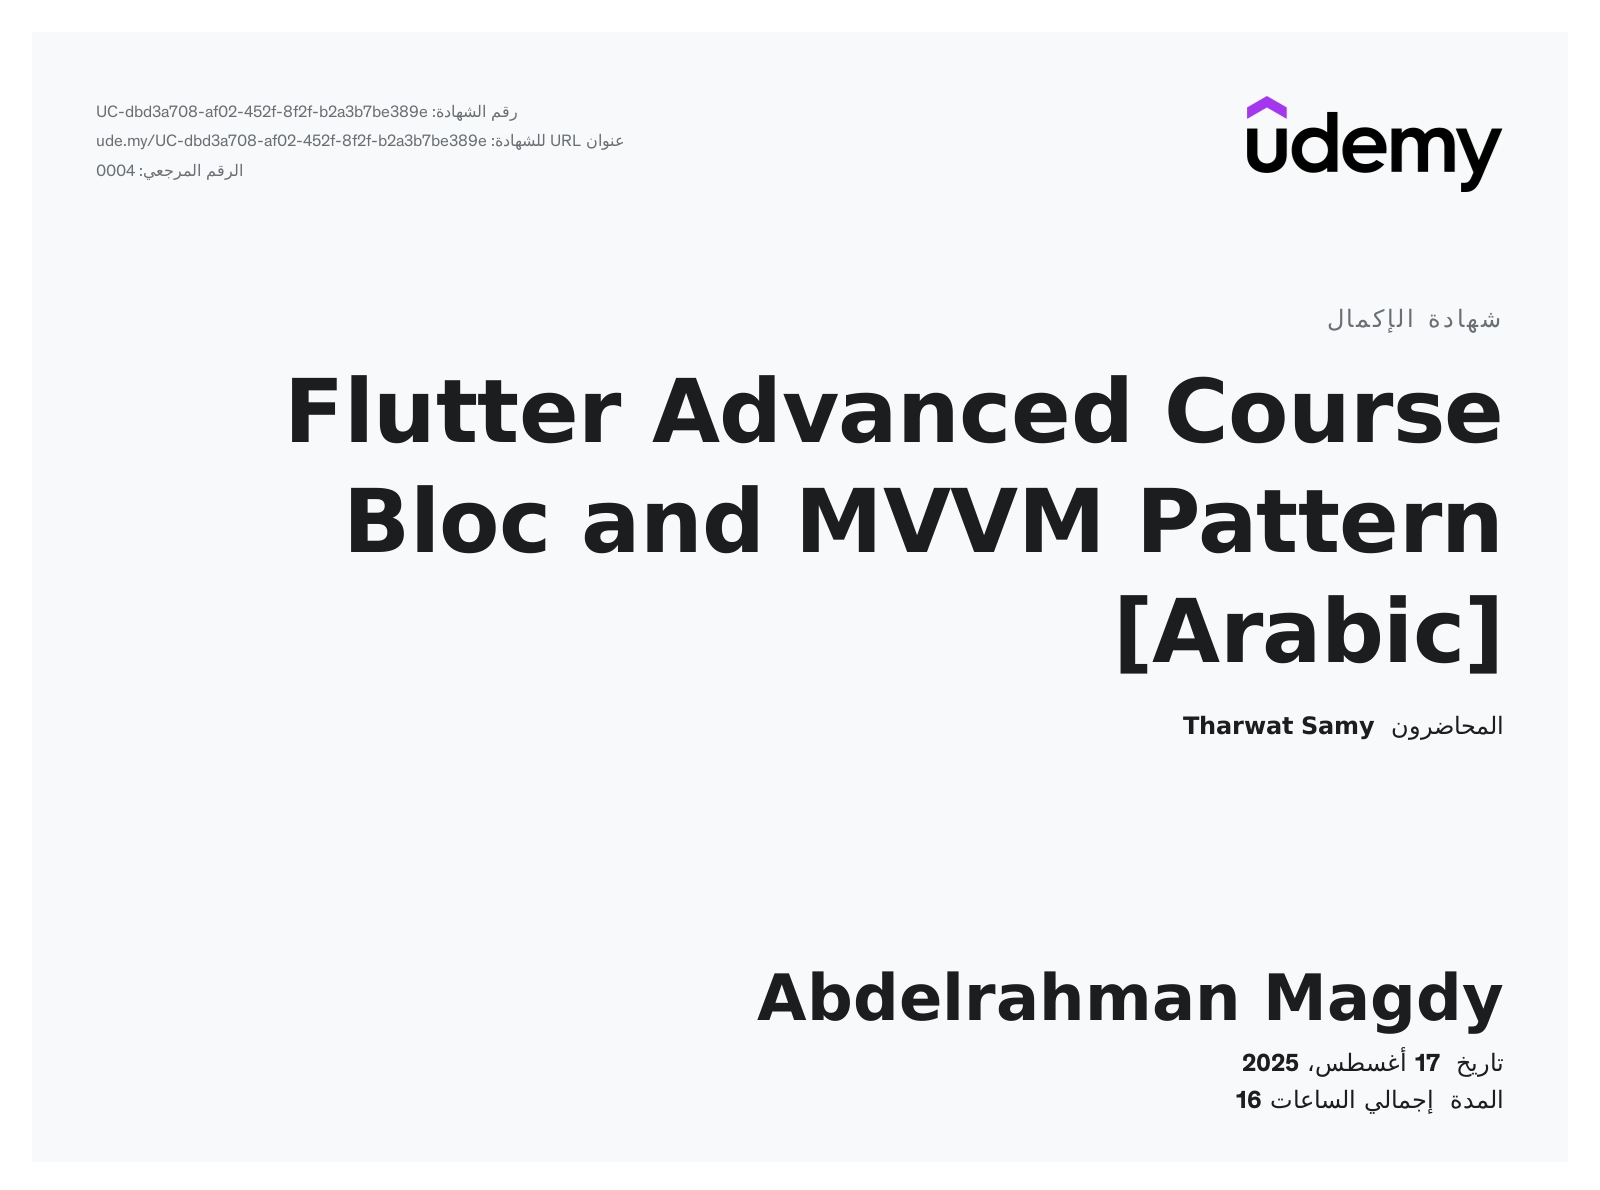 رقم الشهادة: UC-dbd3a708-af02-452f-8f2f-b2a3b7be389e
عنوان URL للشهادة: ude.my/UC-dbd3a708-af02-452f-8f2f-b2a3b7be389e
الرقم المرجعي: 0004
udemy
شهادة الإكمال
Flutter Advanced Course
Bloc and MVVM Pattern
[Arabic]
المحاضرون Tharwat Samy
Abdelrahman Magdy
تاريخ 17 أغسطس، 2025
المدة إجمالي الساعات 16